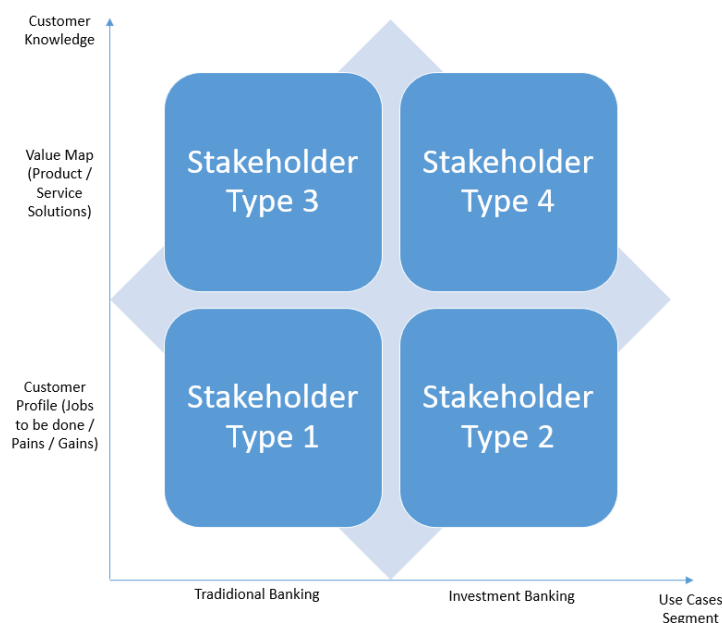 Customer
Knowledge
Value Map
(Product /
Service
Solutions)
Stakeholder
Type 3
Stakeholder
Type 4
Customer
Profile (Jobs
to be done /
Pains / Gains)
Stakeholder
Type 1
Stakeholder
Type 2
Tradidional Banking
Investment Banking
Use Cases
Segment